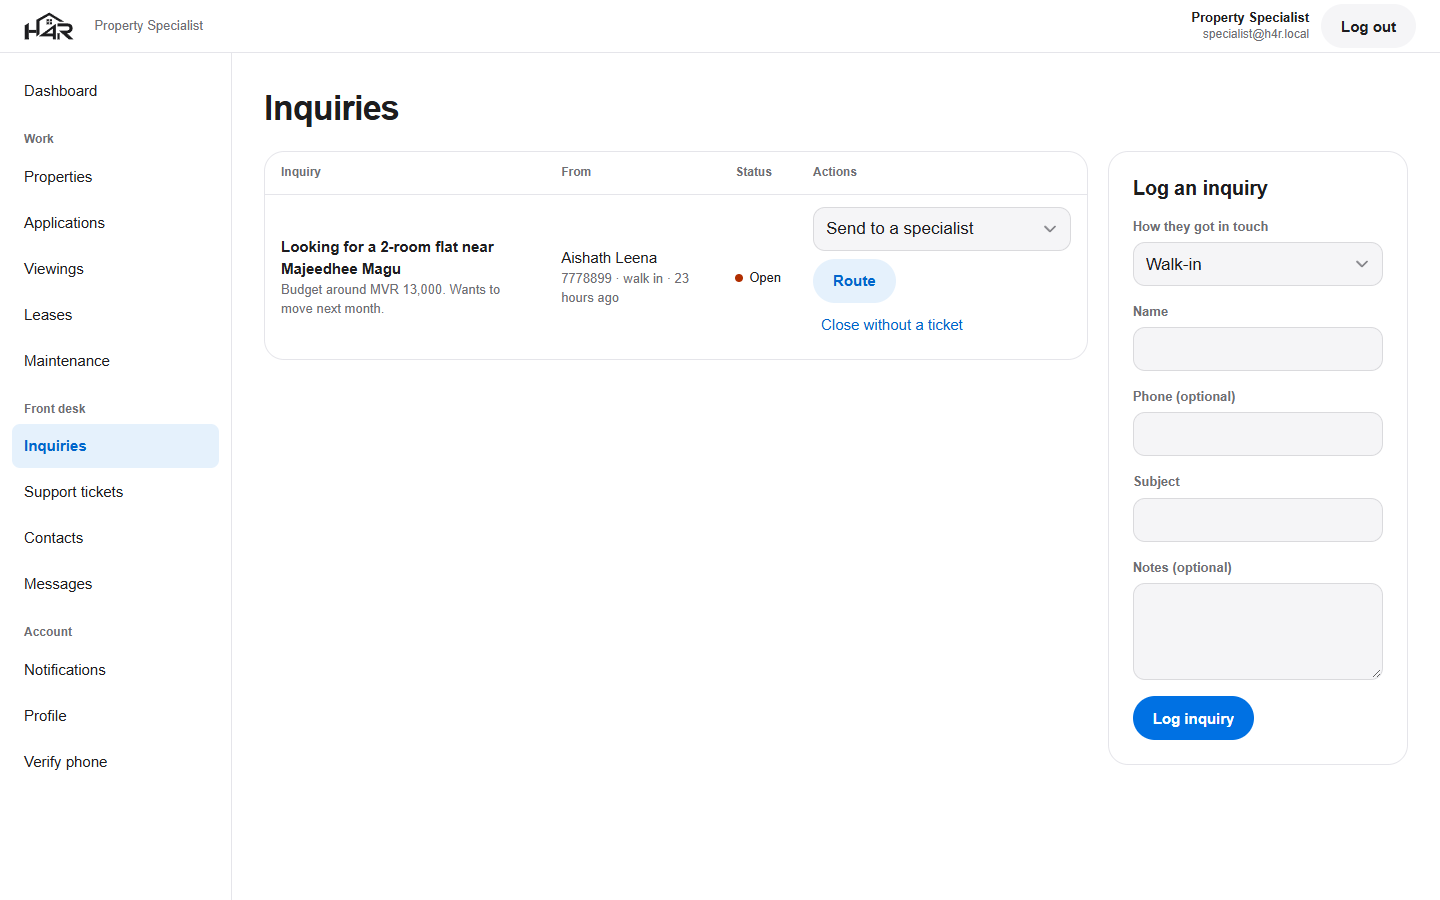 H4R
Property Specialist
Property Specialist
specialist@h4r.local
Log out
Dashboard
Work
Properties
Applications
Viewings
Leases
Maintenance
Front desk
Inquiries
Support tickets
Contacts
Messages
Account
Notifications
Profile
Verify phone
Inquiries
Inquiry
From
Status
Actions
Looking for a 2-room flat near
Majeedhee Magu
Budget around MVR 13,000. Wants to
move next month.
Aishath Leena
7778899 · walk in · 23
hours ago
Open
Send to a specialist
Route
Close without a ticket
Log an inquiry
How they got in touch
Walk-in
Name
Phone (optional)
Subject
Notes (optional)
Log inquiry